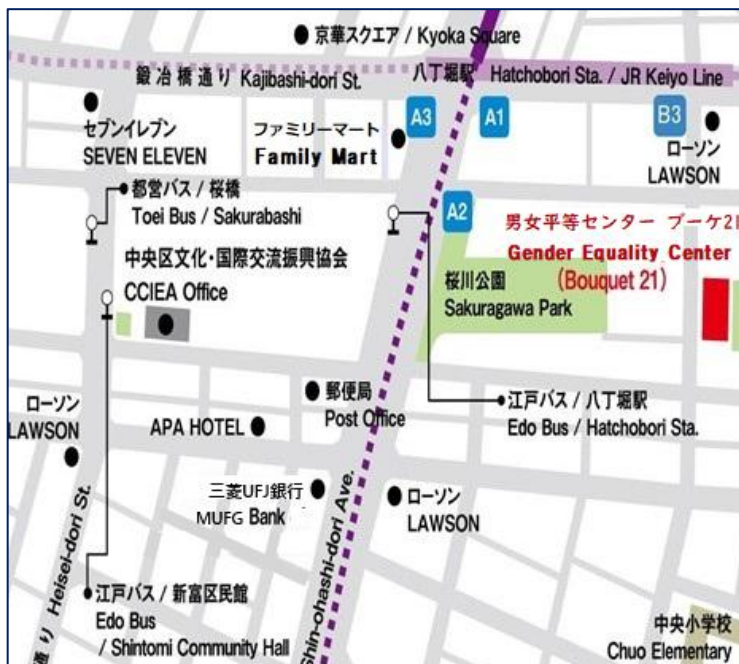 京華スクエア / Kyoka Square
鍛冶橋通り Kajibashi-dori St.
八丁堀駅
Hatchobori Sta. / JR Keiyo Line
セブンイレブン
SEVEN ELEVEN
ファミリーマート
Family Mart
A3
A1
B3
ローソン
LAWSON
都営バス / 桜橋
Toei Bus / Sakurabashi
A2
男女平等センター ブーケ21
Gender Equality Center
(Bouquet 21)
中央区文化・国際交流振興協会
CCIEA Office
桜川公園
Sakuragawa Park
郵便局
Post Office
江戸バス / 八丁堀駅
Edo Bus / Hatchobori Sta.
ローソン
LAWSON
APA HOTEL
三菱UFJ銀行
MUFG Bank
ローソン
LAWSON
通り Heisei-dori St.
Shin-ohashi-dori Ave.
江戸バス / 新富区民館
Edo Bus
/ Shintomi Community Hall
中央小学校
Chuo Elementary